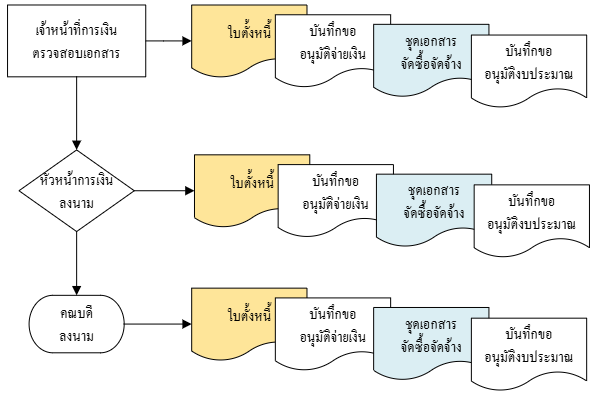 เจ้าหน้าที่การเงิน
ตรวจสอบเอกสาร
ใบตั้งหนี้
บันทึกขอ
อนุมัติจ่ายเงิน
ชุดเอกสาร
จัดซื้อจัดจ้าง
บันทึกขอ
อนุมัติงบประมาณ
หัวหน้าการเงิน
ลงนาม
ใบตั้งหนี้
บันทึกขอ
อนุมัติจ่ายเงิน
ชุดเอกสาร
จัดซื้อจัดจ้าง
บันทึกขอ
อนุมัติงบประมาณ
คณบดี
ลงนาม
ใบตั้งหนี้
บันทึกขอ
อนุมัติจ่ายเงิน
ชุดเอกสาร
จัดซื้อจัดจ้าง
บันทึกขอ
อนุมัติงบประมาณ